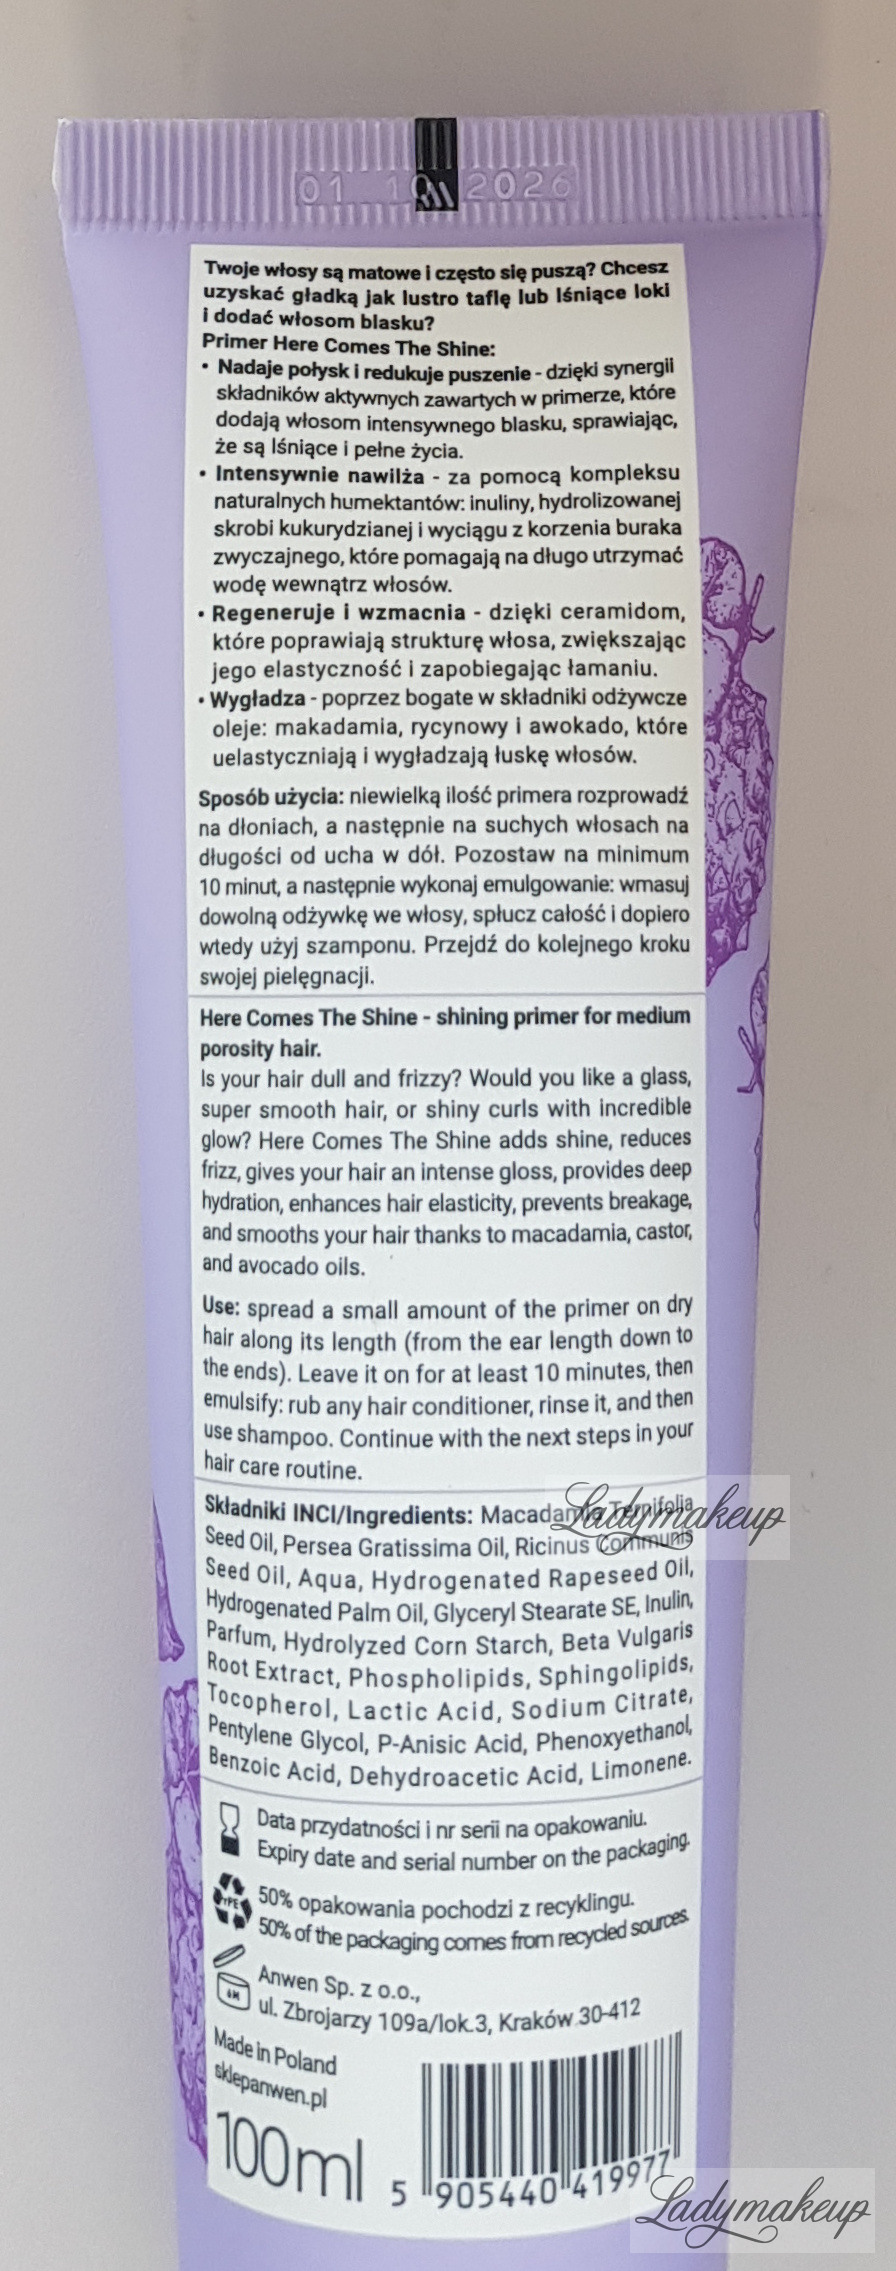 01 10 2026
Twoje włosy są matowe i często się puszą? Chcesz
uzyskać gładką jak lustro taflę lub lśniące loki
i dodać włosom blasku?
Primer Here Comes The Shine:
• Nadaje połysk i redukuje puszenie - dzięki synergii
składników aktywnych zawartych w primerze, które
dodają włosom intensywnego blasku, sprawiając,
że są lśniące i pełne życia.
• Intensywnie nawilża - za pomocą kompleksu
naturalnych humektantów: inuliny, hydrolizowanej
skrobi kukurydzianej i wyciągu z korzenia buraka
zwyczajnego, które pomagają na długo utrzymać
wodę wewnątrz włosów.
• Regeneruje i wzmacnia - dzięki ceramidom,
które poprawiają strukturę włosa, zwiększając
jego elastyczność i zapobiegając łamaniu.
• Wygładza - poprzez bogate w składniki odżywcze
oleje: makadamia, rycynowy i awokado, które
uelastyczniają i wygładzają łuskę włosów.
Sposób użycia: niewielką ilość primera rozprowadź
na dłoniach, a następnie na suchych włosach na
długości od ucha w dół. Pozostaw na minimum
10 minut, a następnie wykonaj emulgowanie: wmasuj
dowolną odżywkę we włosy, spłucz całość i dopiero
wtedy użyj szamponu. Przejdź do kolejnego kroku
swojej pielęgnacji.
Here Comes The Shine - shining primer for medium
porosity hair.
Is your hair dull and frizzy? Would you like a glass,
super smooth hair, or shiny curls with incredible
glow? Here Comes The Shine adds shine, reduces
frizz, gives your hair an intense gloss, provides deep
hydration, enhances hair elasticity, prevents breakage,
and smooths your hair thanks to macadamia, castor,
and avocado oils.
Use: spread a small amount of the primer on dry
hair along its length (from the ear length down to
the ends). Leave it on for at least 10 minutes, then
emulsify: rub any hair conditioner, rinse it, and then
use shampoo. Continue with the next steps in your
hair care routine.
Składniki INCI/Ingredients: Macadamia Ternifolia
Ladymakeup
Seed Oil, Persea Gratissima Oil, Ricinus Communis
Seed Oil, Aqua, Hydrogenated Rapeseed Oil,
Hydrogenated Palm Oil, Glyceryl Stearate SE, Inulin,
Parfum, Hydrolyzed Corn Starch, Beta Vulgaris
Root Extract, Phospholipids, Sphingolipids,
Tocopherol, Lactic Acid, Sodium Citrate,
Pentylene Glycol, P-Anisic Acid, Phenoxyethanol,
Benzoic Acid, Dehydroacetic Acid, Limonene.
Data przydatności i nr serii na opakowaniu.
Expiry date and serial number on the packaging.
50% opakowania pochodzi z recyklingu.
50% of the packaging comes from recycled sources.
rPE
Anwen Sp. z o.o.,
ul. Zbrojarzy 109a/lok.3, Kraków 30-412
6M
Made in Poland
sklepanwen.pl
100ml
5 905440 419977
Ladymakeup